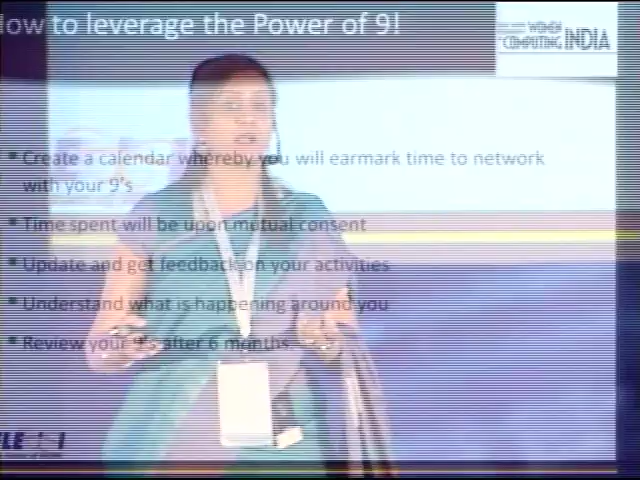 How to leverage the Power of 9!
WOMEN
COMPUTING INDIA
Create a calendar whereby you will earmark time to network
with your 9's
Time spent will be upon mutual consent
Update and get feedback on your activities
Understand what is happening around you
Review your 9's after 6 months